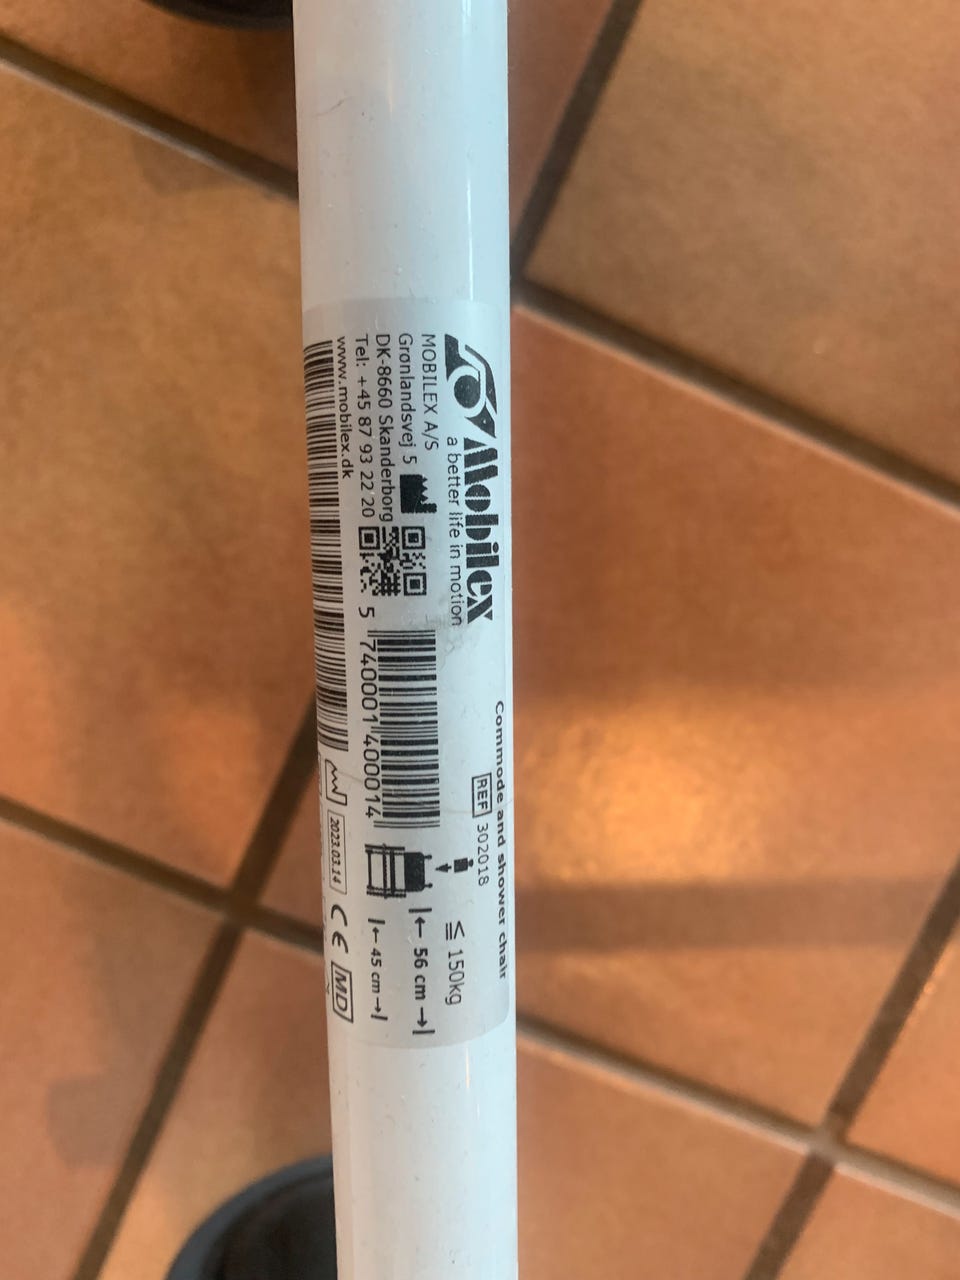 Mobilex
a better life in motion
MOBILEX A/S
Grønlandsvej 5
DK-8660 Skanderborg
Tel: +45 87 93 22 20
www.mobilex.dk
5 740001 400014
Commode and shower chair
REF 302018
≤ 150kg
56 cm
45 cm
2023.03.14 CE MD